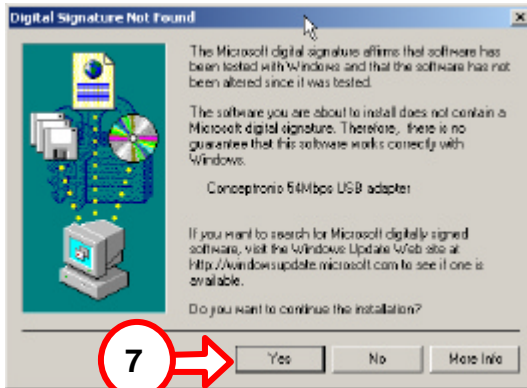 Digital Signature Not Found
The Microsoft digital signature affirms that software has
been tested with Windows and that the software has not
been altered since it was tested.
The software you are about to install does not contain a
Microsoft digital signature. Therefore, there is no
guarantee that this software works correctly with
Windows.
Conceptronic 54Mbps USB adapter
If you want to search for Microsoft digitally signed
software, visit the Windows Update Web site at
http://windowsupdate.microsoft.com to see if one is
available.
Do you want to continue the installation?
7
Yes
No
More Info